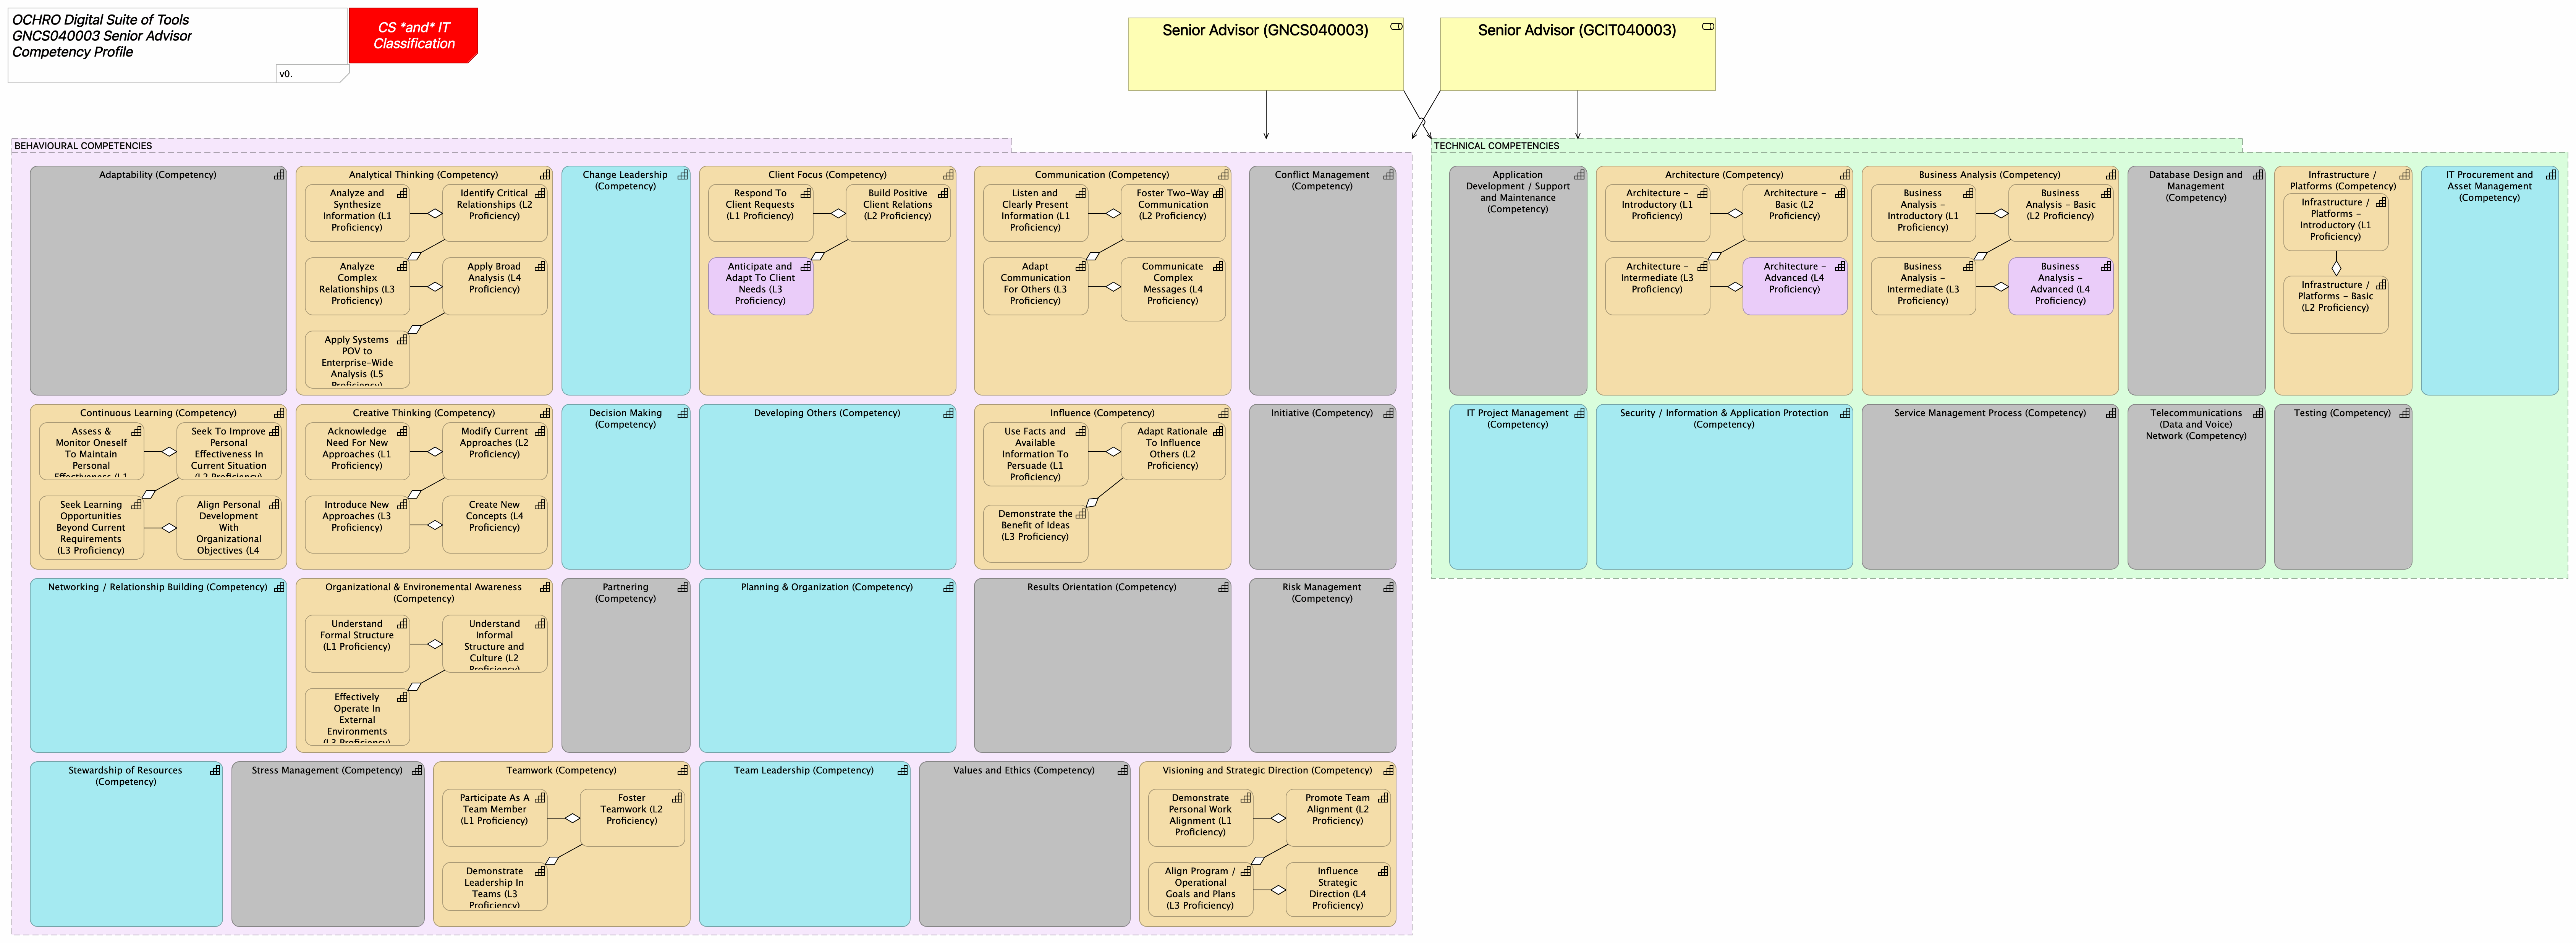 OCHRO Digital Suite of Tools
GNCS040003 Senior Advisor
Competency Profile
v0.
CS *and* IT
Classification
Senior Advisor (GNCS040003)
Senior Advisor (GCIT040003)
BEHAVIOURAL COMPETENCIES
Adaptability (Competency)
Analytical Thinking (Competency)
Analyze and
Synthesize
Information (L1
Proficiency)
Identify Critical
Relationships (L2
Proficiency)
Analyze
Complex
Relationships (L3
Proficiency)
Apply Broad
Analysis (L4
Proficiency)
Apply Systems
POV to
Enterprise-Wide
Analysis (L5
Proficiency)
Change Leadership
(Competency)
Client Focus (Competency)
Respond To
Client Requests
(L1 Proficiency)
Build Positive
Client Relations
(L2 Proficiency)
Anticipate and
Adapt To Client
Needs (L3
Proficiency)
Communication (Competency)
Listen and
Clearly Present
Information (L1
Proficiency)
Foster Two-Way
Communication
(L2 Proficiency)
Adapt
Communication
For Others (L3
Proficiency)
Communicate
Complex
Messages (L4
Proficiency)
Conflict Management
(Competency)
Continuous Learning (Competency)
Assess &
Monitor Oneself
To Maintain
Personal
Effectiveness (L1
Seek To Improve
Personal
Effectiveness In
Current Situation
(L2 Proficiency)
Seek Learning
Opportunities
Beyond Current
Requirements
(L3 Proficiency)
Align Personal
Development
With
Organizational
Objectives (L4
Creative Thinking (Competency)
Acknowledge
Need For New
Approaches (L1
Proficiency)
Modify Current
Approaches (L2
Proficiency)
Introduce New
Approaches (L3
Proficiency)
Create New
Concepts (L4
Proficiency)
Decision Making
(Competency)
Developing Others (Competency)
Influence (Competency)
Use Facts and
Available
Information To
Persuade (L1
Proficiency)
Adapt Rationale
To Influence
Others (L2
Proficiency)
Demonstrate the
Benefit of Ideas
(L3 Proficiency)
Initiative (Competency)
Networking / Relationship Building (Competency)
Organizational & Environemental Awareness
(Competency)
Understand
Formal Structure
(L1 Proficiency)
Understand
Informal
Structure and
Culture (L2
Proficiency)
Effectively
Operate In
External
Environments
(L3 Proficiency)
Partnering
(Competency)
Planning & Organization (Competency)
Results Orientation (Competency)
Risk Management
(Competency)
Stewardship of Resources
(Competency)
Stress Management (Competency)
Teamwork (Competency)
Participate As A
Team Member
(L1 Proficiency)
Foster
Teamwork (L2
Proficiency)
Demonstrate
Leadership In
Teams (L3
Proficiency)
Team Leadership (Competency)
Values and Ethics (Competency)
Visioning and Strategic Direction (Competency)
Demonstrate
Personal Work
Alignment (L1
Proficiency)
Promote Team
Alignment (L2
Proficiency)
Align Program /
Operational
Goals and Plans
(L3 Proficiency)
Influence
Strategic
Direction (L4
Proficiency)
TECHNICAL COMPETENCIES
Application
Development / Support
and Maintenance
(Competency)
Architecture (Competency)
Architecture –
Introductory (L1
Proficiency)
Architecture –
Basic (L2
Proficiency)
Architecture –
Intermediate (L3
Proficiency)
Architecture –
Advanced (L4
Proficiency)
Business Analysis (Competency)
Business
Analysis –
Introductory (L1
Proficiency)
Business
Analysis – Basic
(L2 Proficiency)
Business
Analysis –
Intermediate (L3
Proficiency)
Business
Analysis –
Advanced (L4
Proficiency)
Database Design and
Management
(Competency)
Infrastructure /
Platforms (Competency)
Infrastructure /
Platforms –
Introductory (L1
Proficiency)
Infrastructure /
Platforms – Basic
(L2 Proficiency)
IT Procurement and
Asset Management
(Competency)
IT Project Management
(Competency)
Security / Information & Application Protection
(Competency)
Service Management Process (Competency)
Telecommunications
(Data and Voice)
Network (Competency)
Testing (Competency)